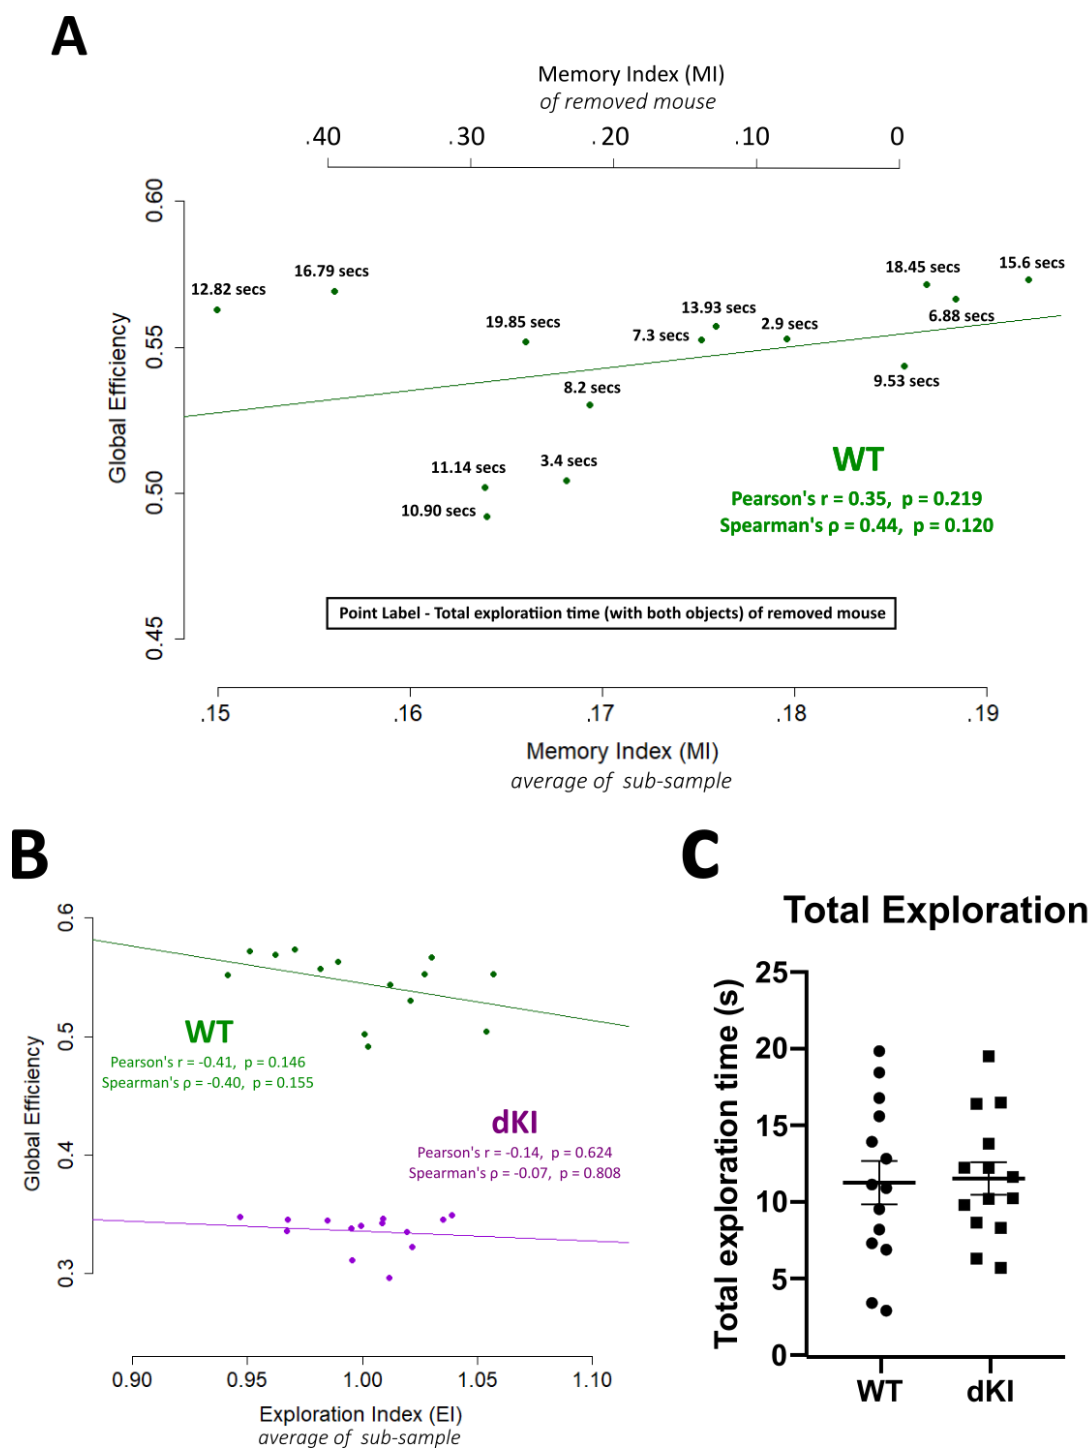 A
Memory Index (MI)
of removed mouse
.40 .30 .20 .10 0
0.60
0.55
0.50
0.45
Global Efficiency
12.82 secs
16.79 secs
19.85 secs
7.3 secs
13.93 secs
2.9 secs
18.45 secs
15.6 secs
6.88 secs
9.53 secs
8.2 secs
11.14 secs
3.4 secs
10.90 secs
WT
Pearson's r = 0.35, p = 0.219
Spearman's ρ = 0.44, p = 0.120
Point Label - Total exploratiion time (with both objects) of removed mouse
.15 .16 .17 .18 .19
Memory Index (MI)
average of sub-sample
B
0.6
0.5
0.4
0.3
Global Efficiency
WT
Pearson's r = -0.41, p = 0.146
Spearman's ρ = -0.40, p = 0.155
dKI
Pearson's r = -0.14, p = 0.624
Spearman's ρ = -0.07, p = 0.808
0.90 0.95 1.00 1.05 1.10
Exploration Index (EI)
average of sub-sample
C
Total Exploration
Total exploration time (s)
25
20
15
10
5
0
WT dKI